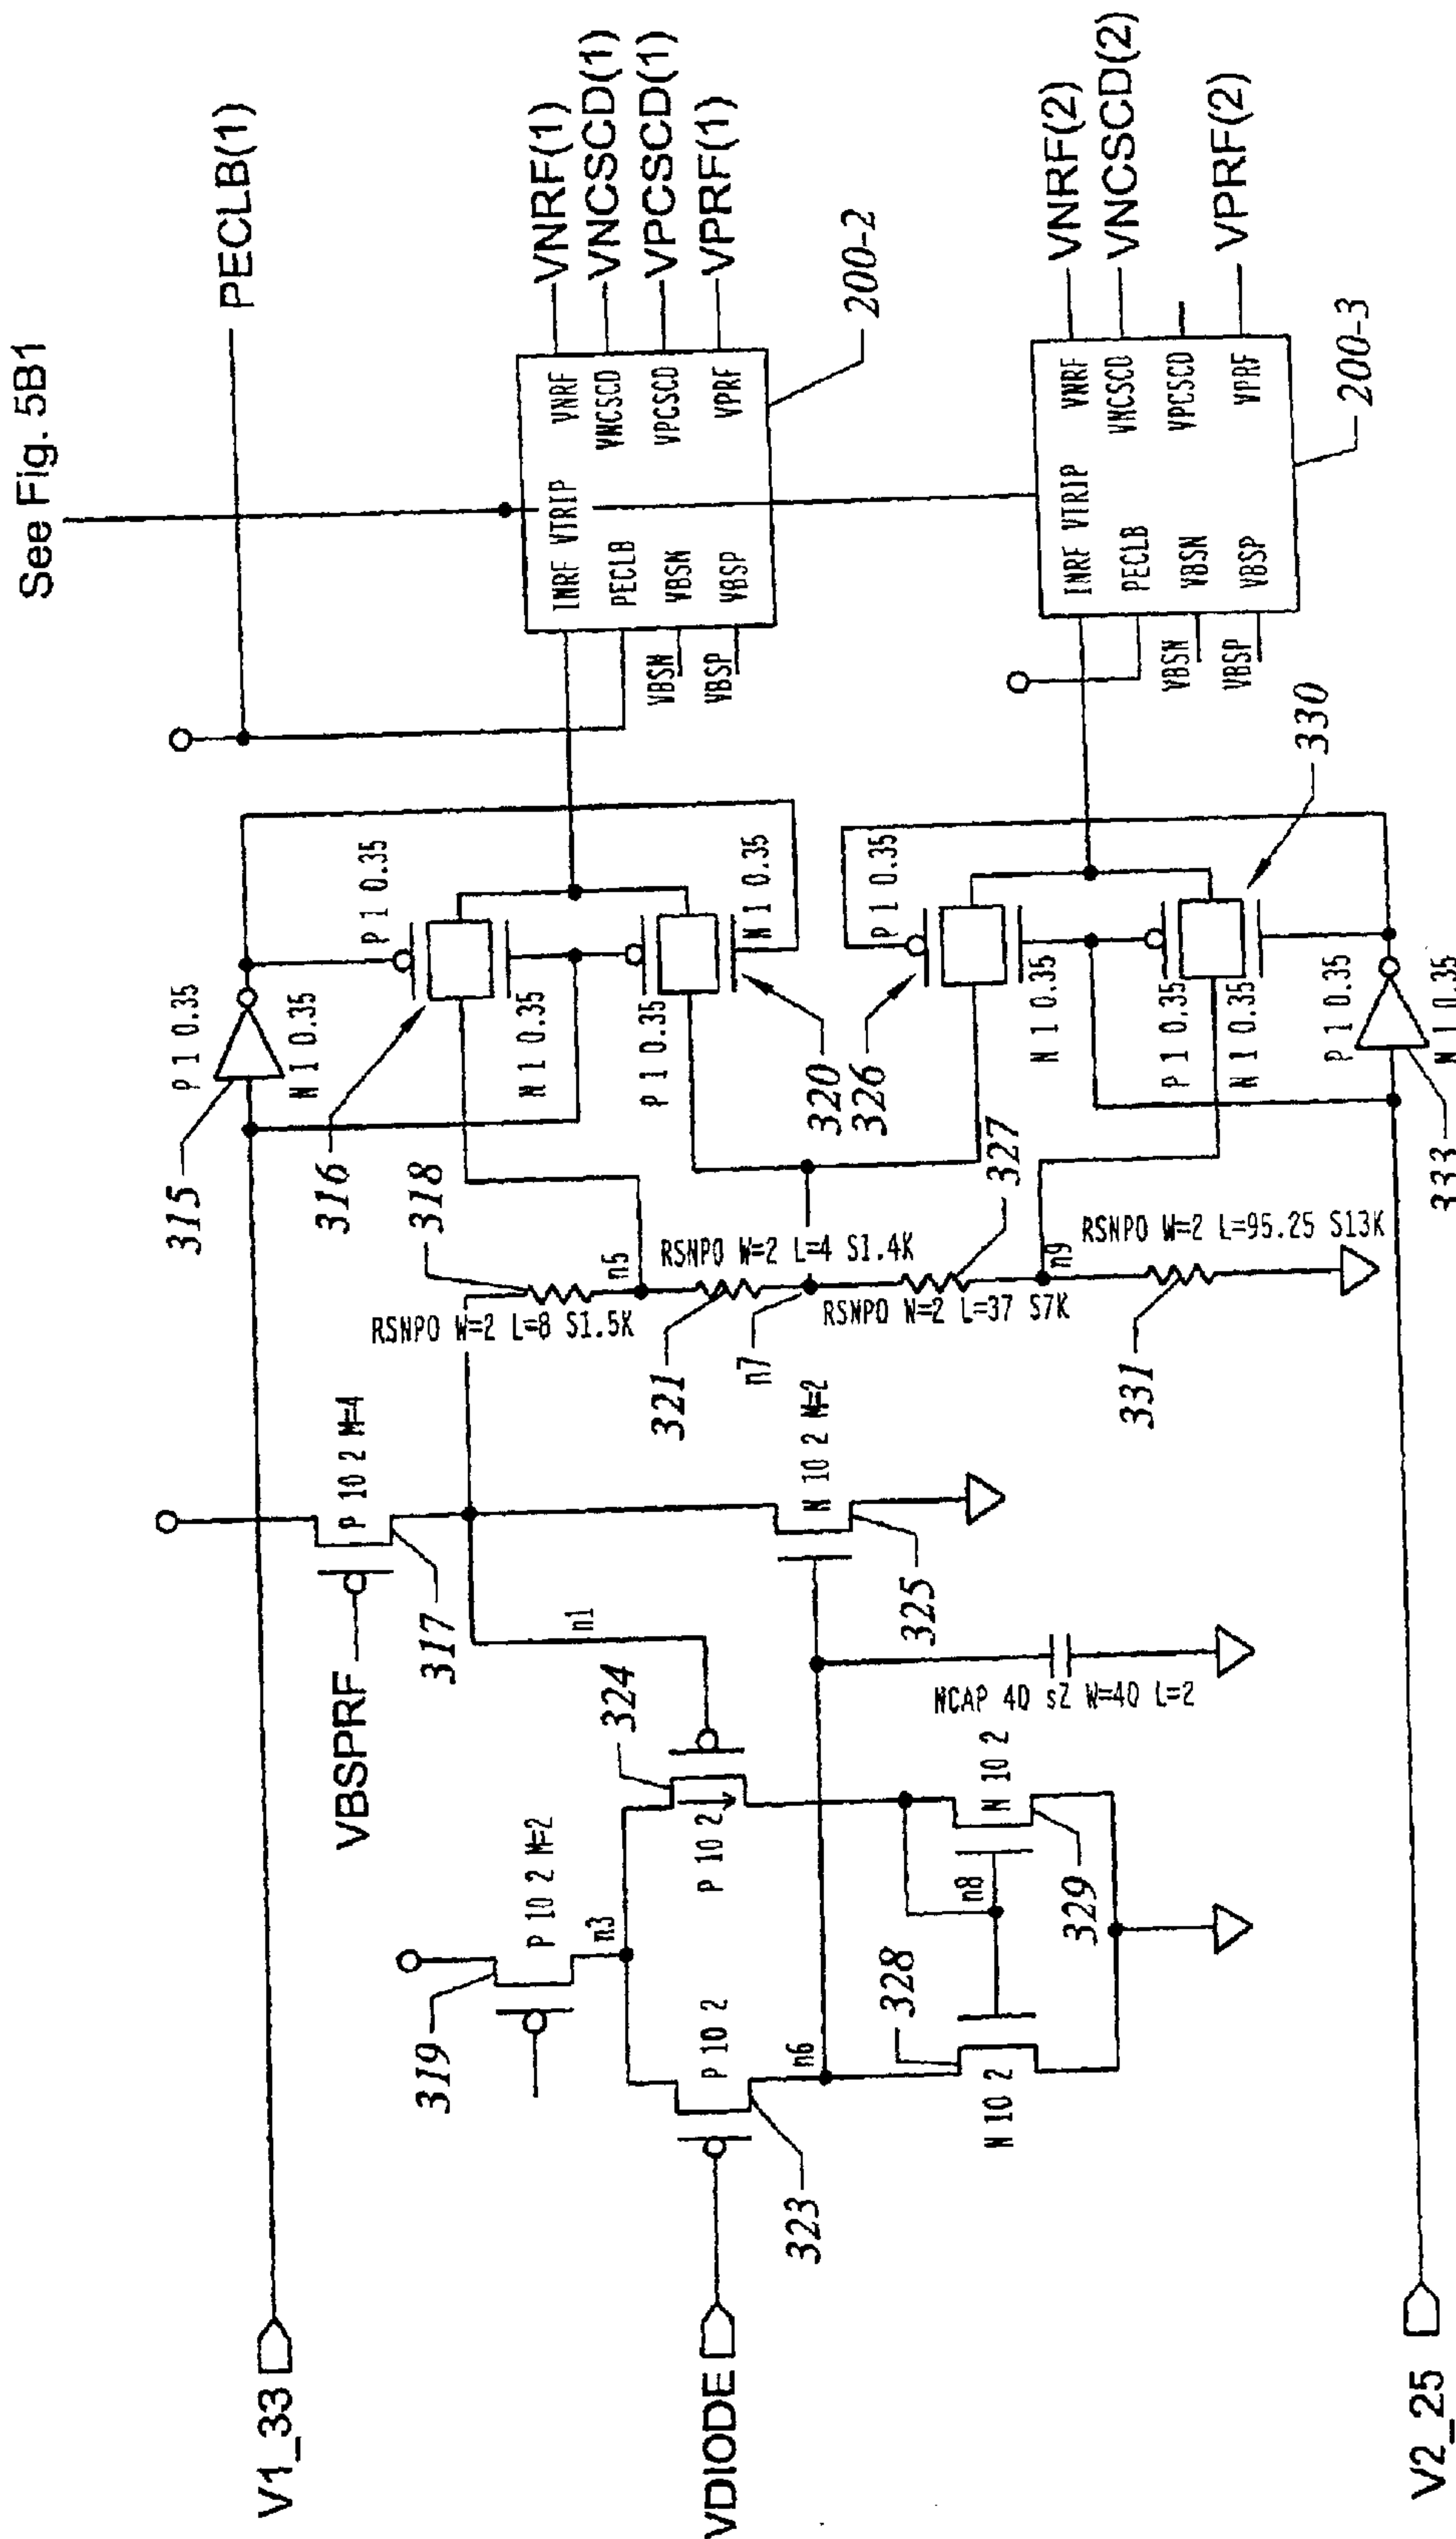 See Fig. 5B1
PECLB(1)
VNRF(1)
VNCSCD(1)
VPCSCD(1)
VPRF(1)
VNRF
VNCSCD
VPCSCD
VPRF
INRF VTRIP
PECLB
VBSN
VBSP
VBSN
VBSP
200-2
VNRF(2)
VNCSCD(2)
VPRF(2)
VNRF
VNCSCD
VPCSCD
VPRF
INRF VTRIP
PECLB
VBSN
VBSP
VBSN
VBSP
200-3
V1_33
315
P 1 0.35
N 1 0.35
316
P 1 0.35
N 1 0.35
320
P 1 0.35
N 1 0.35
326
P 1 0.35
N 1 0.35
330
P 1 0.35
N 1 0.35
333
P 1 0.35
N 1 0.35
318
RSNPO W=2 L=8 S1.5K
n5
321
RSNPO W=2 L=4 S1.4K
n7
327
RSNPO W=2 L=37 S7K
n9
331
RSNPO W=2 L=95.25 S13K
VBSPRF
P 10 2 M=4
317
n1
N 10 2 M=2
325
NCAP 40 s2 W=40 L=2
319
P 10 2 M=2
n3
324
P 10 2
P 10 2
n6
323
VDIODE
n8
N 10 2
329
328
N 10 2
V2_25